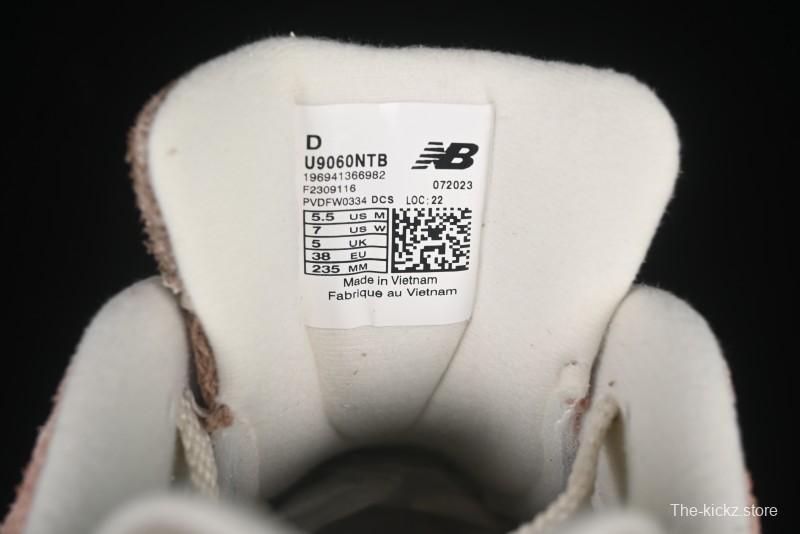 D
U9060NTB
NB
196941366982
F2309116
072023
PVDFW0334 DCS LOC: 22
5.5 US M
7 US W
5 UK
38 EU
235 MM
Made in Vietnam
Fabrique au Vietnam
The-kickz.store